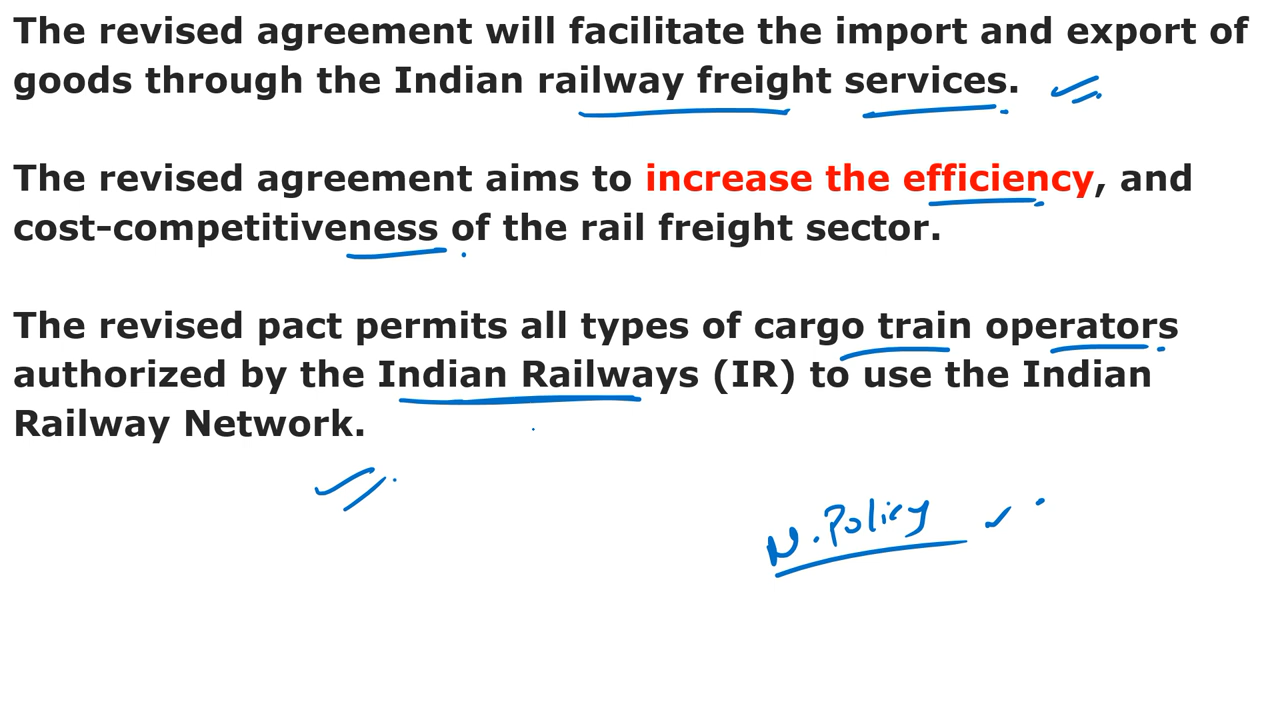 The revised agreement will facilitate the import and export of
goods through the Indian railway freight services.
The revised agreement aims to increase the efficiency, and
cost-competitiveness of the rail freight sector.
The revised pact permits all types of cargo train operators
authorized by the Indian Railways (IR) to use the Indian
Railway Network.
N. Policy